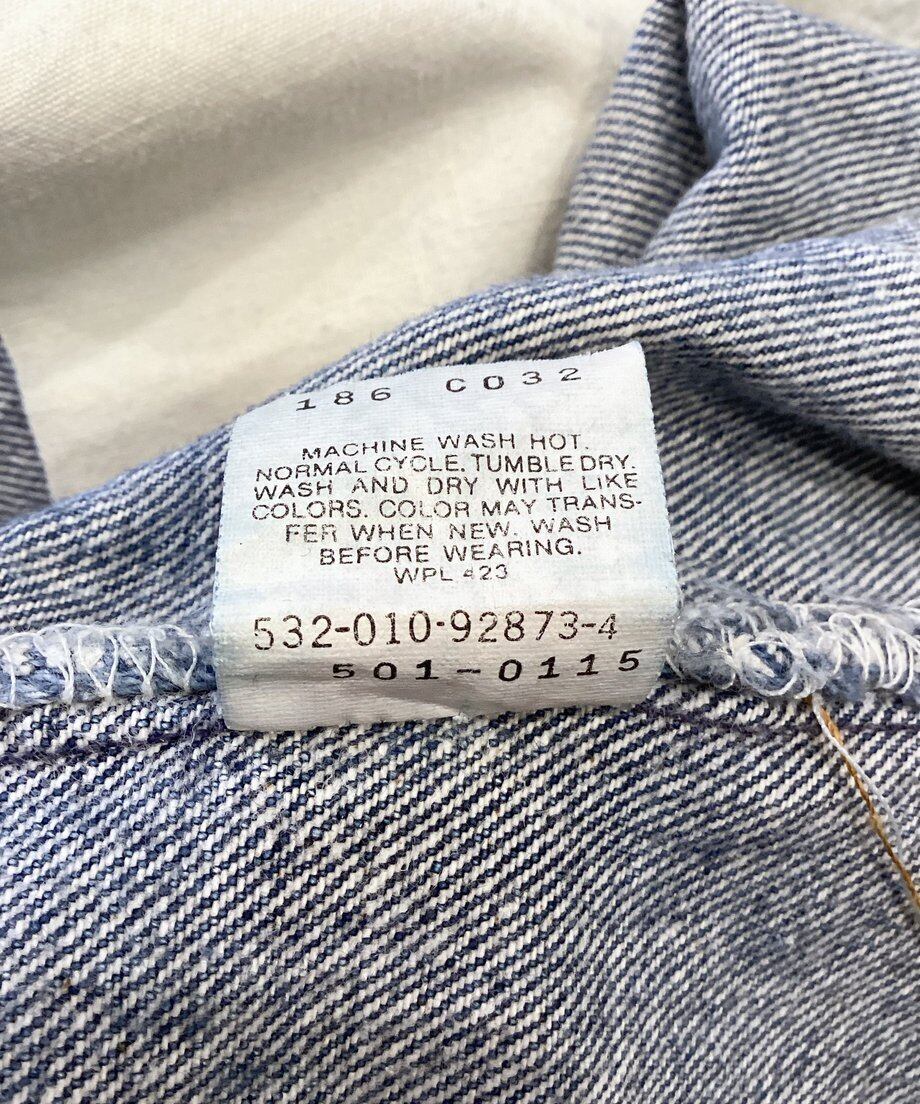 186 C032
MACHINE WASH HOT.
NORMAL CYCLE. TUMBLE DRY.
WASH AND DRY WITH LIKE
COLORS. COLOR MAY TRANS-
FER WHEN NEW. WASH
BEFORE WEARING.
WPL 423
532-010-92873-4
501-0115